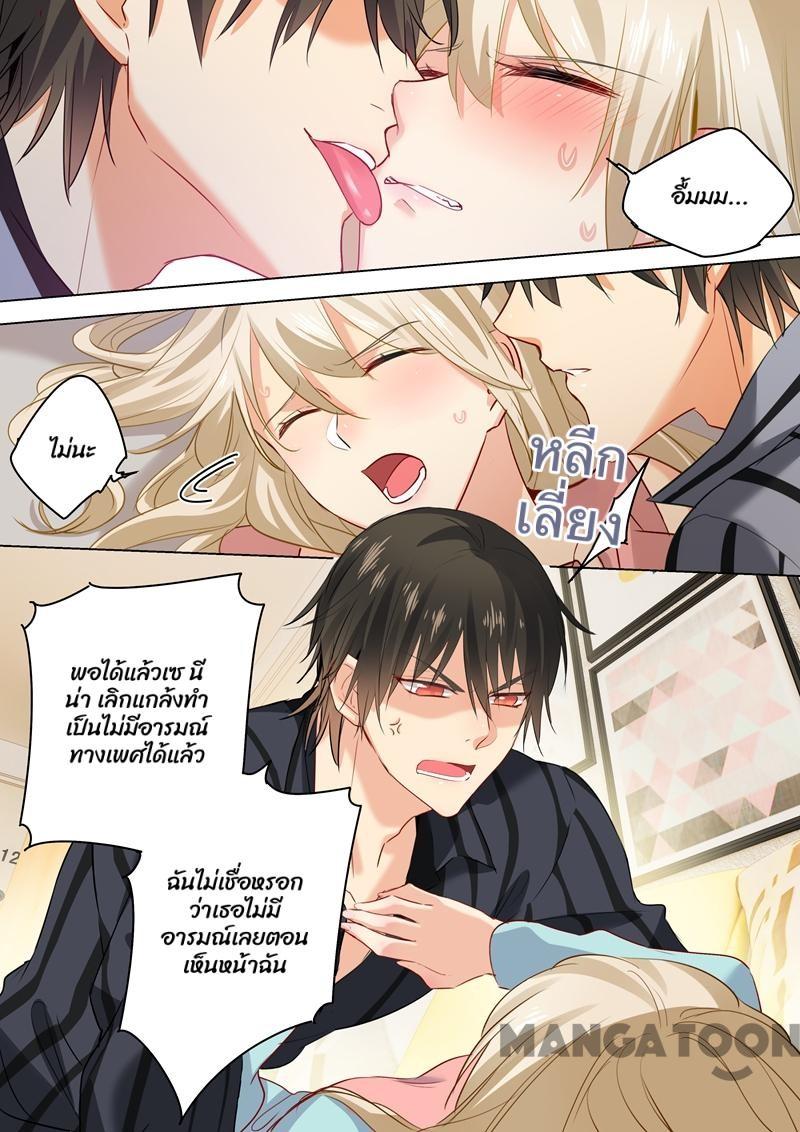 อื้มมม...
ไม่นะ
หลีก
เลี่ยง
พอได้แล้วเซ นี
น่า เลิกแกล้งทำ
เป็นไม่มีอารมณ์
ทางเพศได้แล้ว
12
ฉันไม่เชื่อหรอก
ว่าเธอไม่มี
อารมณ์เลยตอน
เห็นหน้าฉัน
MANGATOON